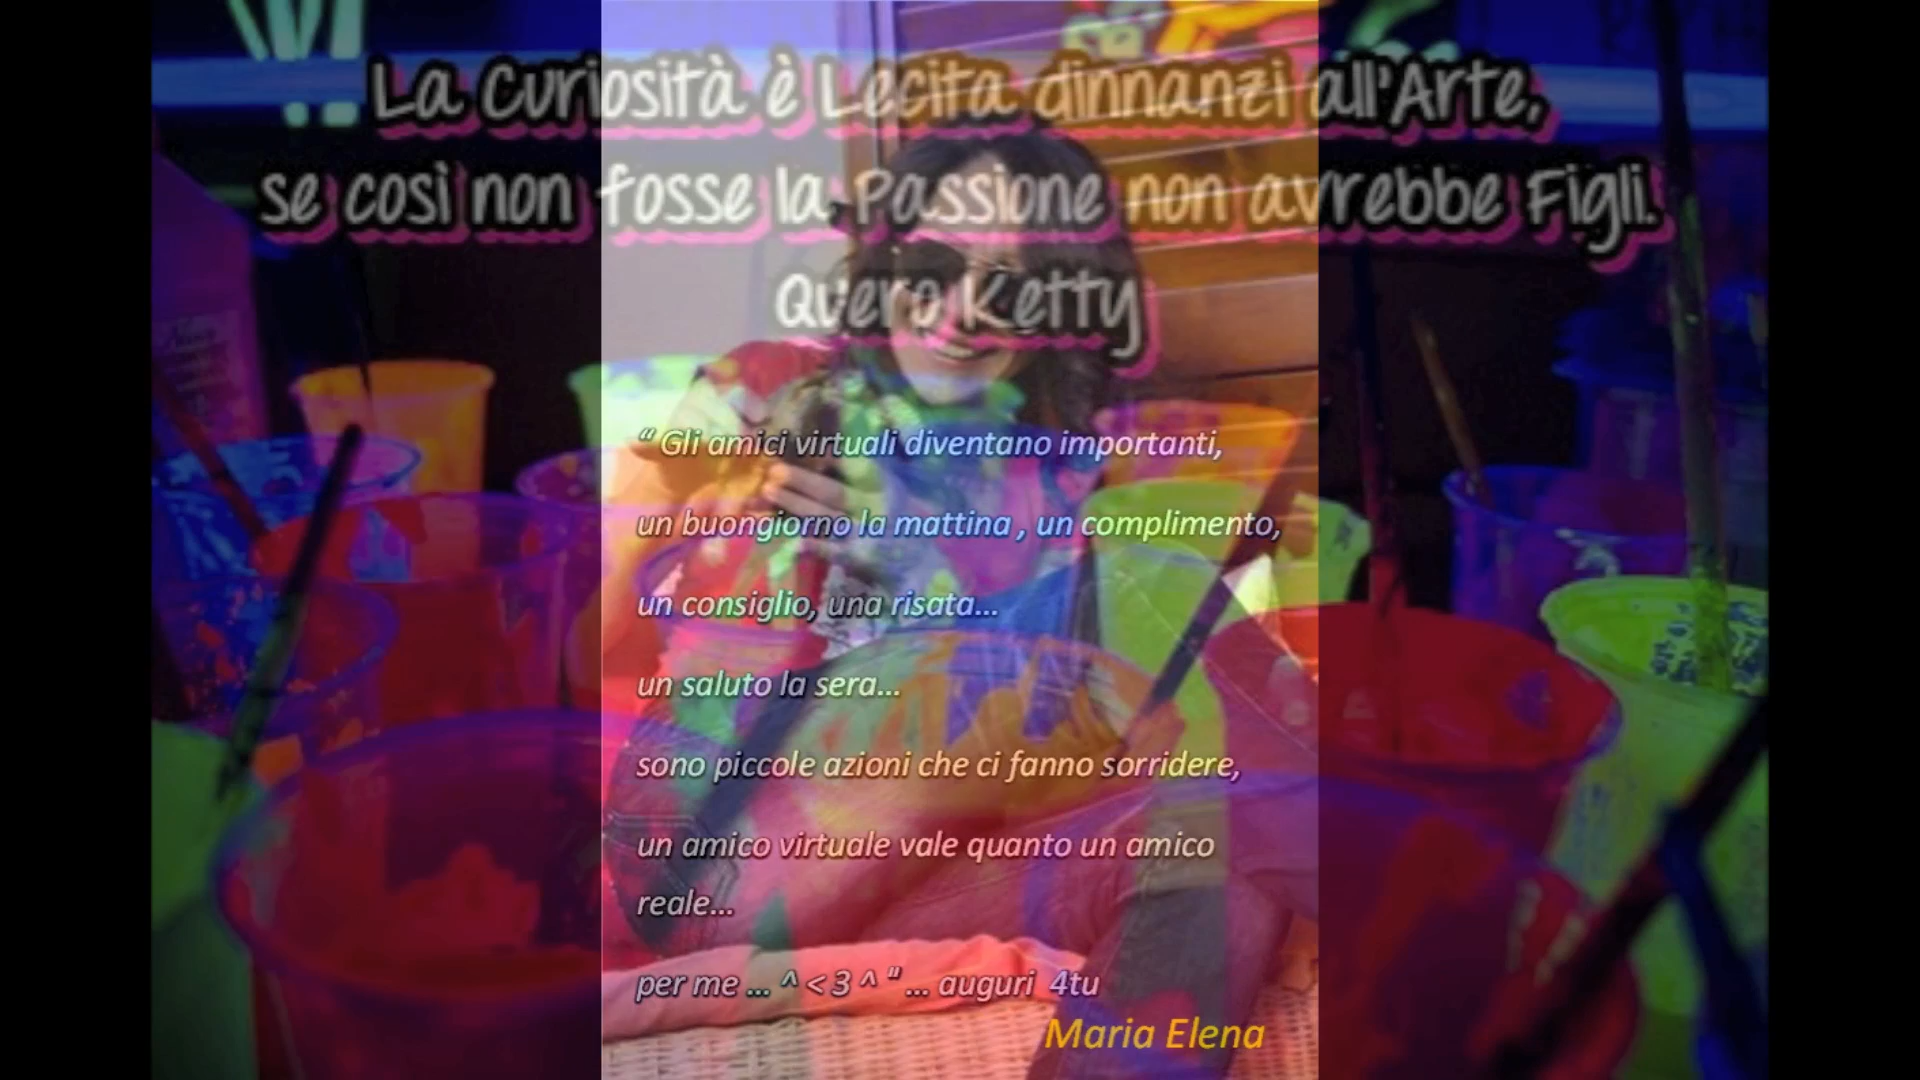 La Curiosità è Lecita dinnanzi all'Arte,
se così non fosse la Passione non avrebbe Figli.
Quero Ketty
“ Gli amici virtuali diventano importanti,
un buongiorno la mattina , un complimento,
un consiglio, una risata…
un saluto la sera…
sono piccole azioni che ci fanno sorridere,
un amico virtuale vale quanto un amico
reale…
per me … ^ < 3 ^ " … auguri 4tu
Maria Elena